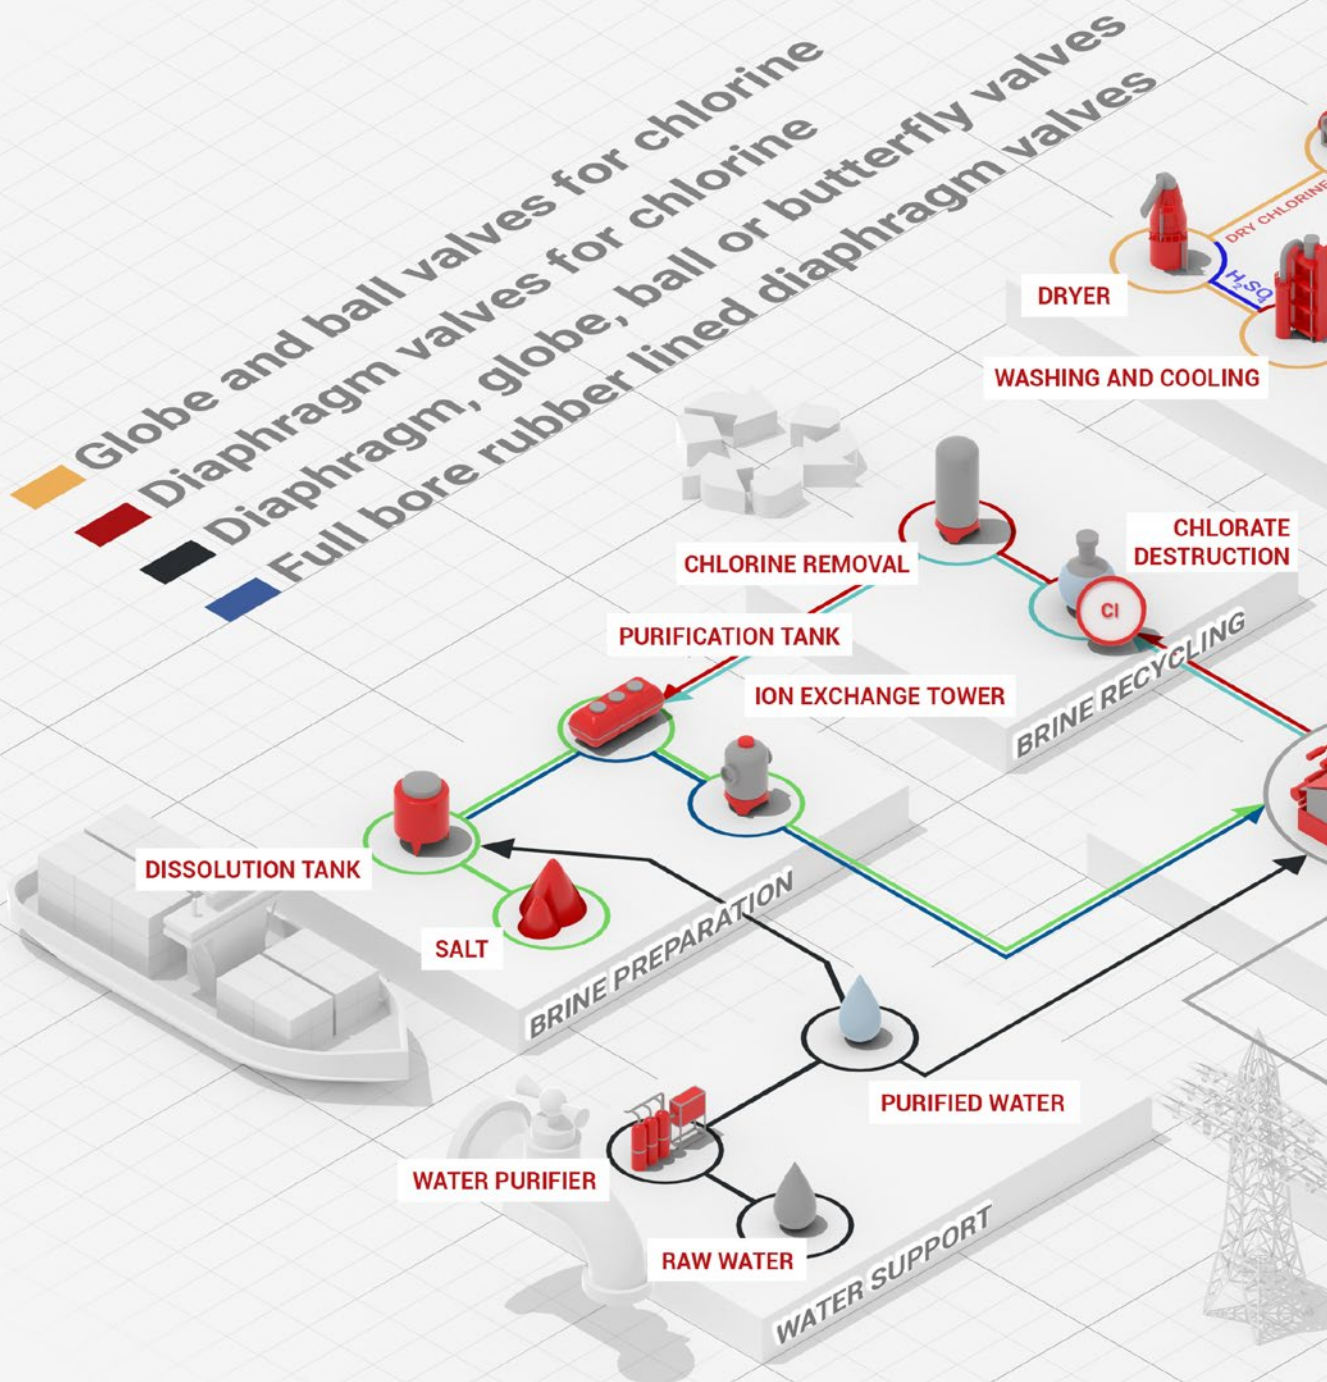 Globe and ball valves for chlorine
Diaphragm valves for chlorine
Diaphragm, globe, ball or butterfly valves
Full bore rubber lined diaphragm valves
DRY CHLORINE
H₂SO₄
DRYER
WASHING AND COOLING
CHLORATE
DESTRUCTION
CHLORINE REMOVAL
Cl
PURIFICATION TANK
BRINE RECYCLING
ION EXCHANGE TOWER
DISSOLUTION TANK
SALT
BRINE PREPARATION
PURIFIED WATER
WATER PURIFIER
RAW WATER
WATER SUPPORT